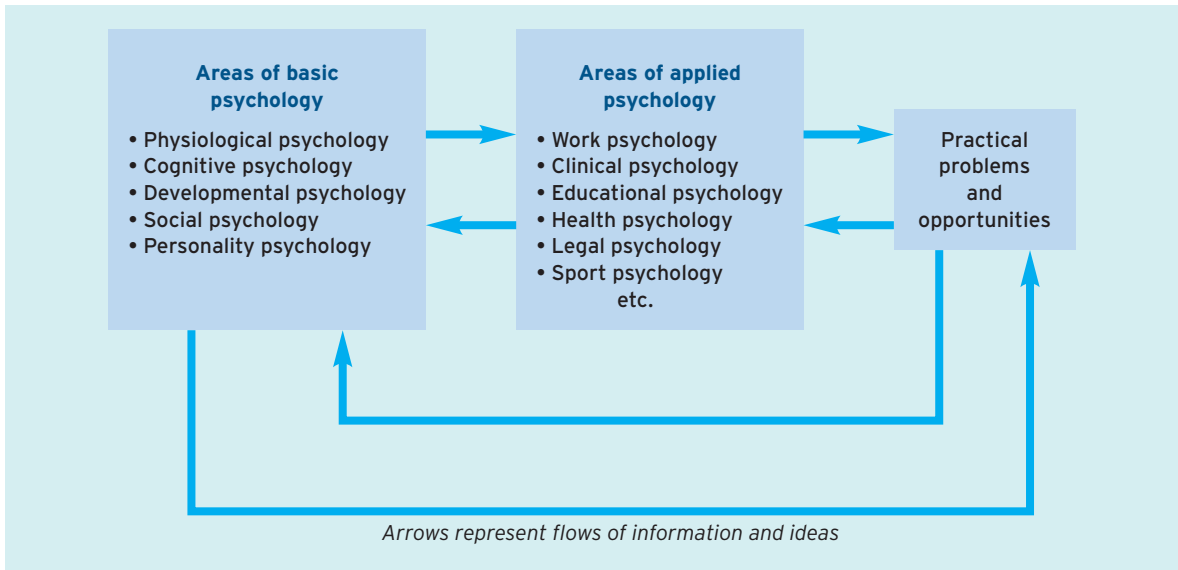 Areas of basic
psychology
• Physiological psychology
• Cognitive psychology
• Developmental psychology
• Social psychology
• Personality psychology
Areas of applied
psychology
• Work psychology
• Clinical psychology
• Educational psychology
• Health psychology
• Legal psychology
• Sport psychology
etc.
Practical
problems
and
opportunities
Arrows represent flows of information and ideas